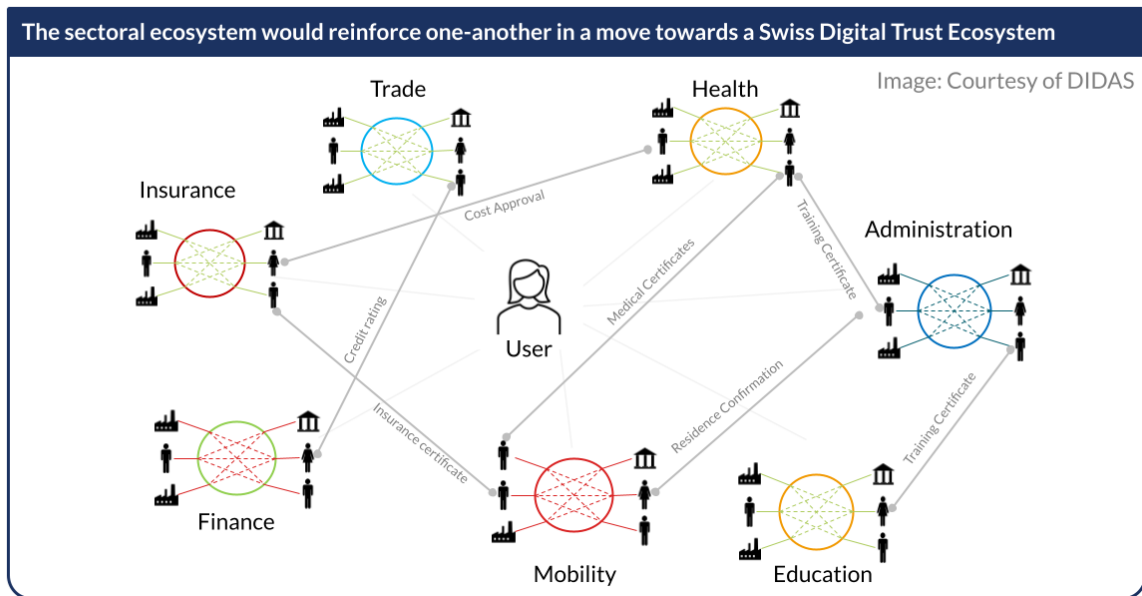 The sectoral ecosystem would reinforce one-another in a move towards a Swiss Digital Trust Ecosystem
Image: Courtesy of DIDAS
Trade
Health
Insurance
Cost Approval
Administration
Training Certificate
Medical Certificates
User
Credit rating
Residence Confirmation
Insurance certificate
Training Certificate
Finance
Mobility
Education